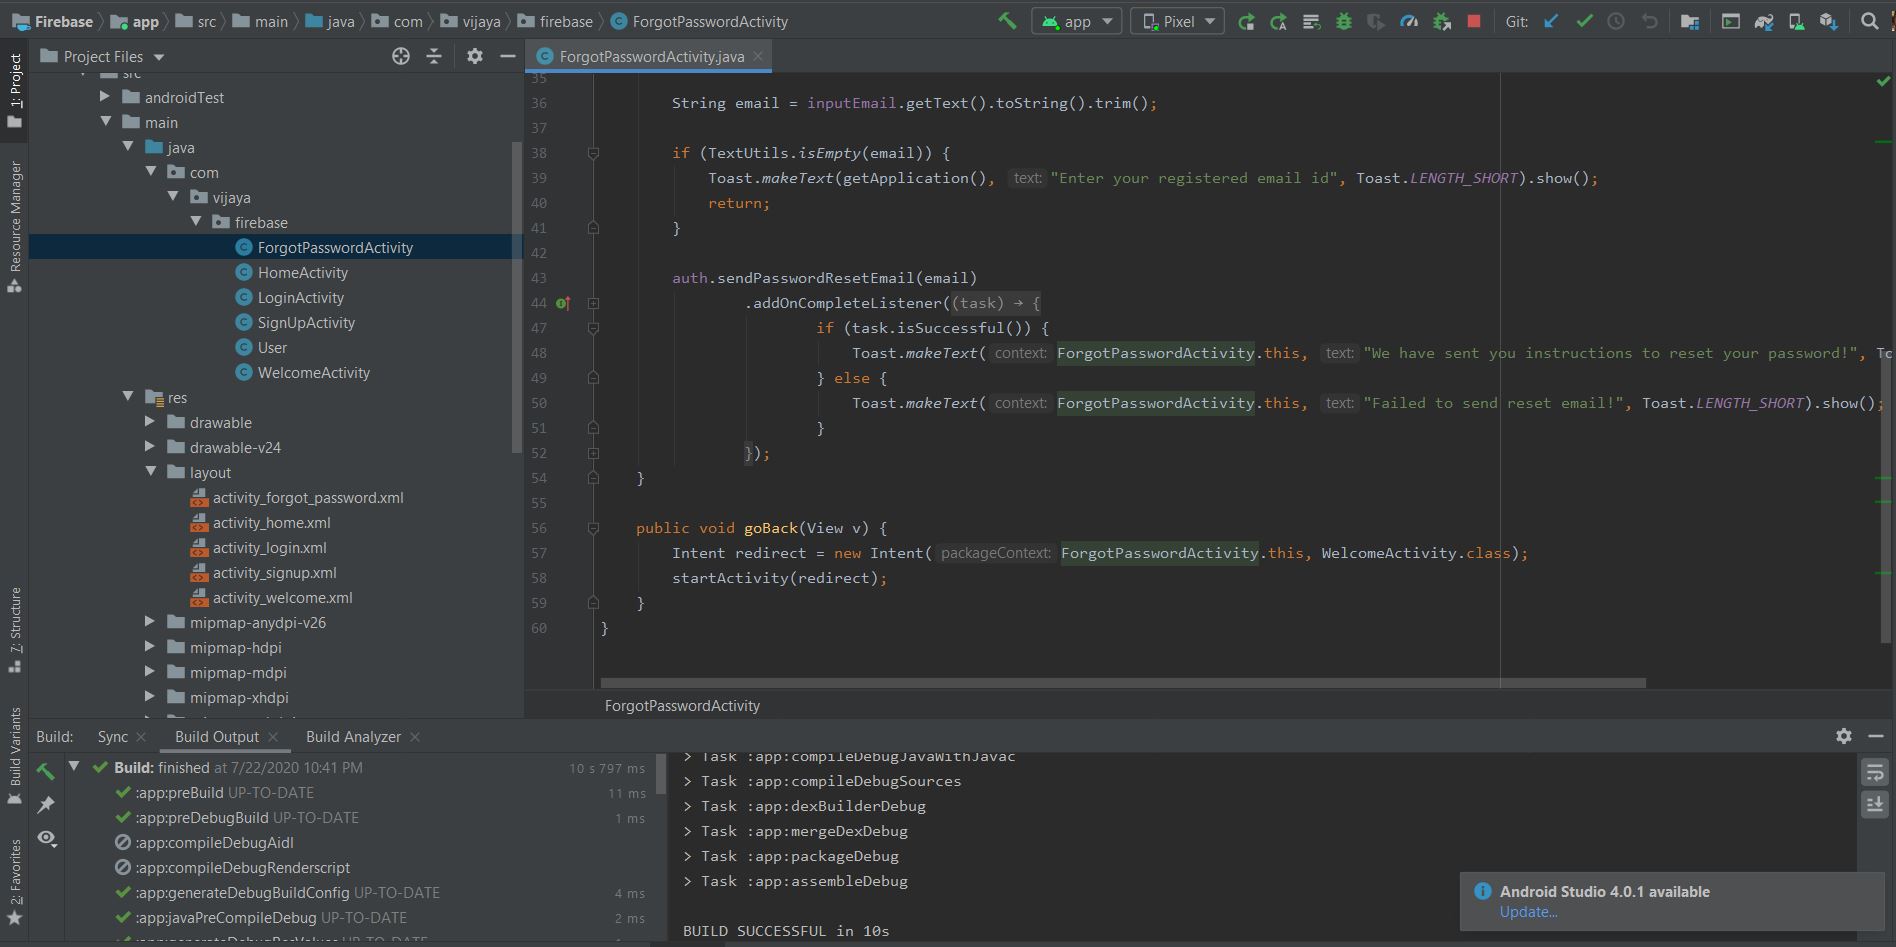 Firebase app src main java com vijaya firebase ForgotPasswordActivity app Pixel Git:
1: Project
Resource Manager
7: Structure
Build Variants
2: Favorites
Project Files
src
androidTest
main
java
com
vijaya
firebase
ForgotPasswordActivity
HomeActivity
LoginActivity
SignUpActivity
User
WelcomeActivity
res
drawable
drawable-v24
layout
activity_forgot_password.xml
activity_home.xml
activity_login.xml
activity_signup.xml
activity_welcome.xml
mipmap-anydpi-v26
mipmap-hdpi
mipmap-mdpi
mipmap-xhdpi
ForgotPasswordActivity.java
35
36 String email = inputEmail.getText().toString().trim();
37
38 if (TextUtils.isEmpty(email)) {
39 Toast.makeText(getApplication(), text: "Enter your registered email id", Toast.LENGTH_SHORT).show();
40 return;
41 }
42
43 auth.sendPasswordResetEmail(email)
44 .addOnCompleteListener((task) → {
47 if (task.isSuccessful()) {
48 Toast.makeText( context: ForgotPasswordActivity.this, text: "We have sent you instructions to reset your password!", To
49 } else {
50 Toast.makeText( context: ForgotPasswordActivity.this, text: "Failed to send reset email!", Toast.LENGTH_SHORT).show();
51 }
52 });
54 }
55
56 public void goBack(View v) {
57 Intent redirect = new Intent( packageContext: ForgotPasswordActivity.this, WelcomeActivity.class);
58 startActivity(redirect);
59 }
60 }
ForgotPasswordActivity
Build: Sync Build Output Build Analyzer
Build: finished at 7/22/2020 10:41 PM 10 s 797 ms
:app:preBuild UP-TO-DATE 11 ms
:app:preDebugBuild UP-TO-DATE 1 ms
:app:compileDebugAidl
:app:compileDebugRenderscript
:app:generateDebugBuildConfig UP-TO-DATE 4 ms
:app:javaPreCompileDebug UP-TO-DATE 2 ms
> Task :app:compileDebugJavaWithJavac
> Task :app:compileDebugSources
> Task :app:dexBuilderDebug
> Task :app:mergeDexDebug
> Task :app:packageDebug
> Task :app:assembleDebug
BUILD SUCCESSFUL in 10s
Android Studio 4.0.1 available
Update...